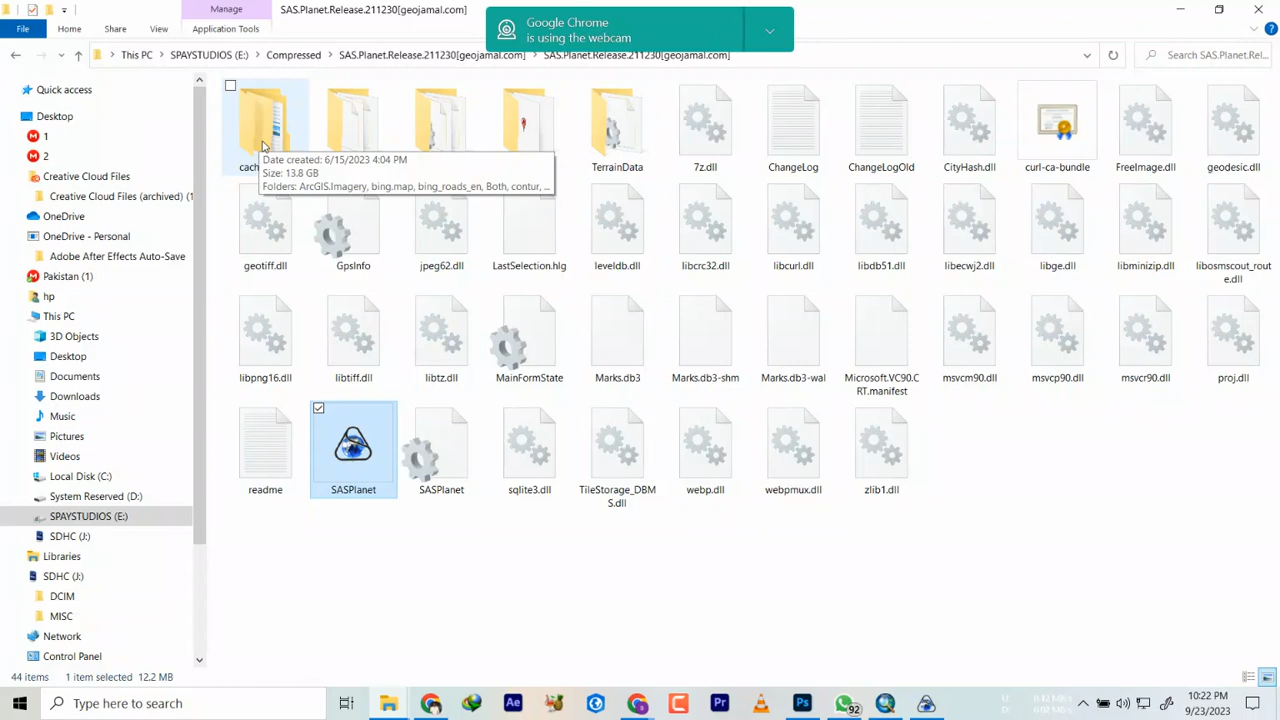 Manage
SAS.Planet.Release.211230[geojamal.com]
File
Home
Share
View
Application Tools
Google Chrome
is using the webcam
This PC
SPAYSTUDIOS (E:)
Compressed
SAS.Planet.Release.211230[geojamal.com]
SAS.Planet.Release.211230[geojamal.com]
Search SAS.Planet.Rel...
Quick access
Desktop
1
2
Creative Cloud Files
Creative Cloud Files (archived) (1
OneDrive
OneDrive - Personal
Adobe After Effects Auto-Save
Pakistan (1)
hp
This PC
3D Objects
Desktop
Documents
Downloads
Music
Pictures
Videos
Local Disk (C:)
System Reserved (D:)
SPAYSTUDIOS (E:)
SDHC (J:)
Libraries
SDHC (J:)
DCIM
MISC
Network
Control Panel
TerrainData
7z.dll
ChangeLog
ChangeLogOld
CityHash.dll
curl-ca-bundle
FreeImage.dll
geodesic.dll
Date created: 6/15/2023 4:04 PM
Size: 13.8 GB
Folders: ArcGIS.Imagery, bing.map, bing_roads_en, Both, contur, ...
geotiff.dll
GpsInfo
jpeg62.dll
LastSelection.hlg
leveldb.dll
libcrc32.dll
libcurl.dll
libdb51.dll
libecwj2.dll
libge.dll
libminizip.dll
libosmscout_rout
e.dll
libpng16.dll
libtiff.dll
libtz.dll
MainFormState
Marks.db3
Marks.db3-shm
Marks.db3-wal
Microsoft.VC90.C
RT.manifest
msvcm90.dll
msvcp90.dll
msvcr90.dll
proj.dll
readme
SASPlanet
SASPlanet
sqlite3.dll
TileStorage_DBM
S.dll
webp.dll
webpmux.dll
zlib1.dll
44 items
1 item selected
12.2 MB
Type here to search
Ae
Pr
Ps
92
10:22 PM
9/23/2023